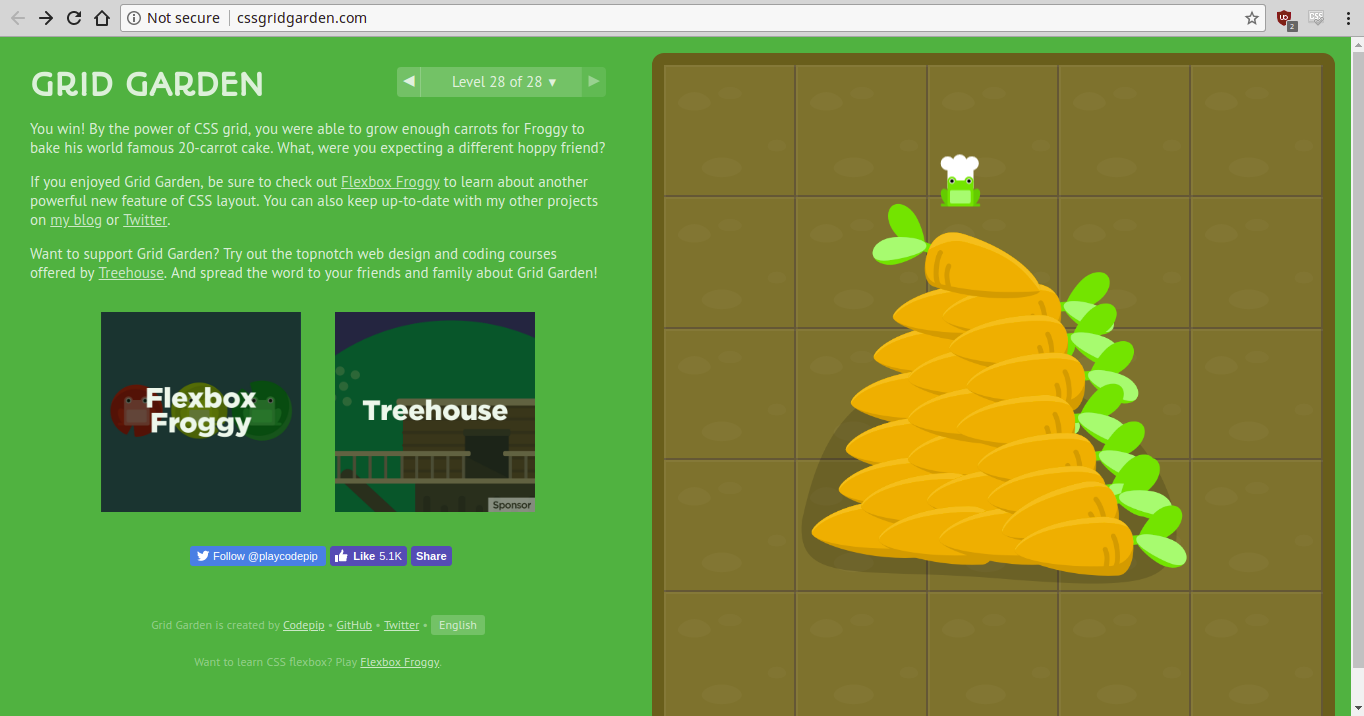 Not secure cssgridgarden.com
2
CSS
GRID GARDEN
◀ Level 28 of 28 ▼ ▶
You win! By the power of CSS grid, you were able to grow enough carrots for Froggy to
bake his world famous 20-carrot cake. What, were you expecting a different hoppy friend?
If you enjoyed Grid Garden, be sure to check out Flexbox Froggy to learn about another
powerful new feature of CSS layout. You can also keep up-to-date with my other projects
on my blog or Twitter.
Want to support Grid Garden? Try out the topnotch web design and coding courses
offered by Treehouse. And spread the word to your friends and family about Grid Garden!
Flexbox
Froggy
Treehouse
Sponsor
Follow @playcodepip Like 5.1K Share
Grid Garden is created by Codepip • GitHub • Twitter • English
Want to learn CSS flexbox? Play Flexbox Froggy.